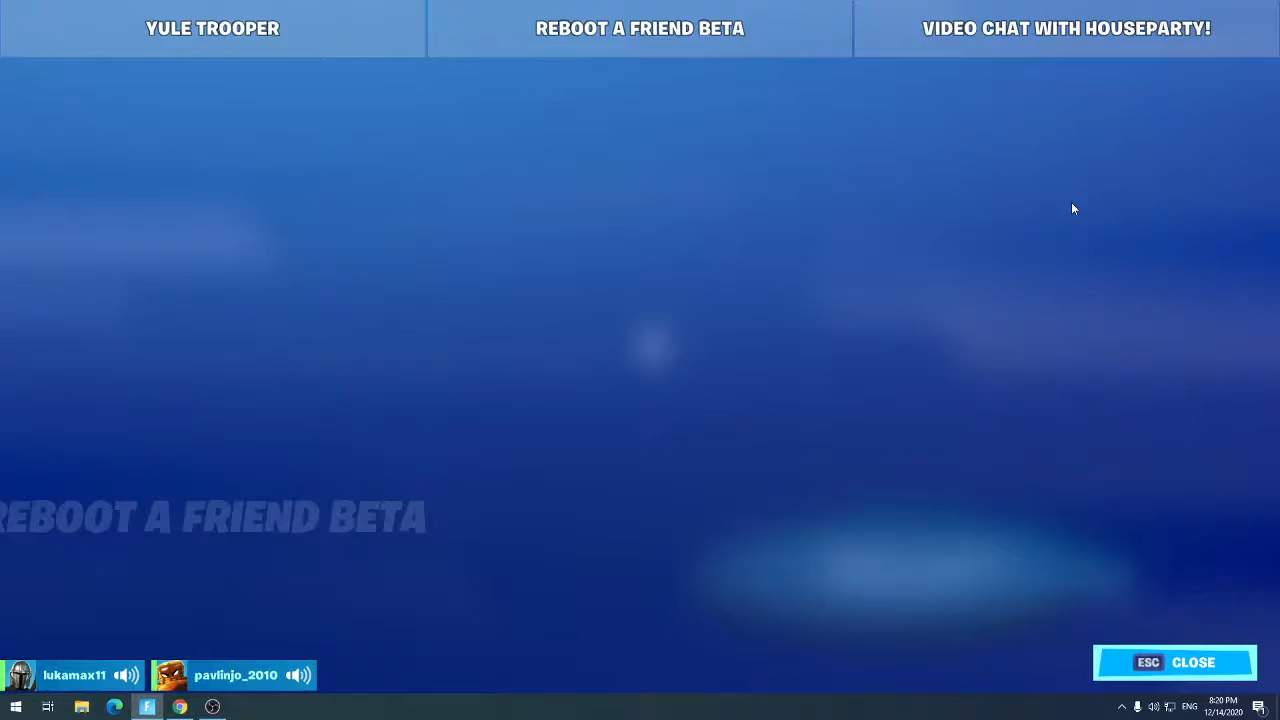 YULE TROOPER
REBOOT A FRIEND BETA
VIDEO CHAT WITH HOUSEPARTY!
REBOOT A FRIEND BETA
lukamax11
pavlinjo_2010
ESC CLOSE
ENG
8:20 PM
12/14/2020